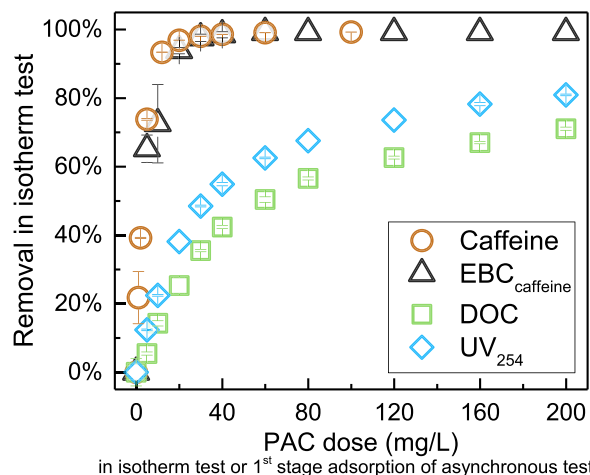 100%
80%
60%
40%
20%
0%
Removal in isotherm test
Caffeine
EBCcaffeine
DOC
UV254
0 40 80 120 160 200
PAC dose (mg/L)
in isotherm test or 1st stage adsorption of asynchronous test